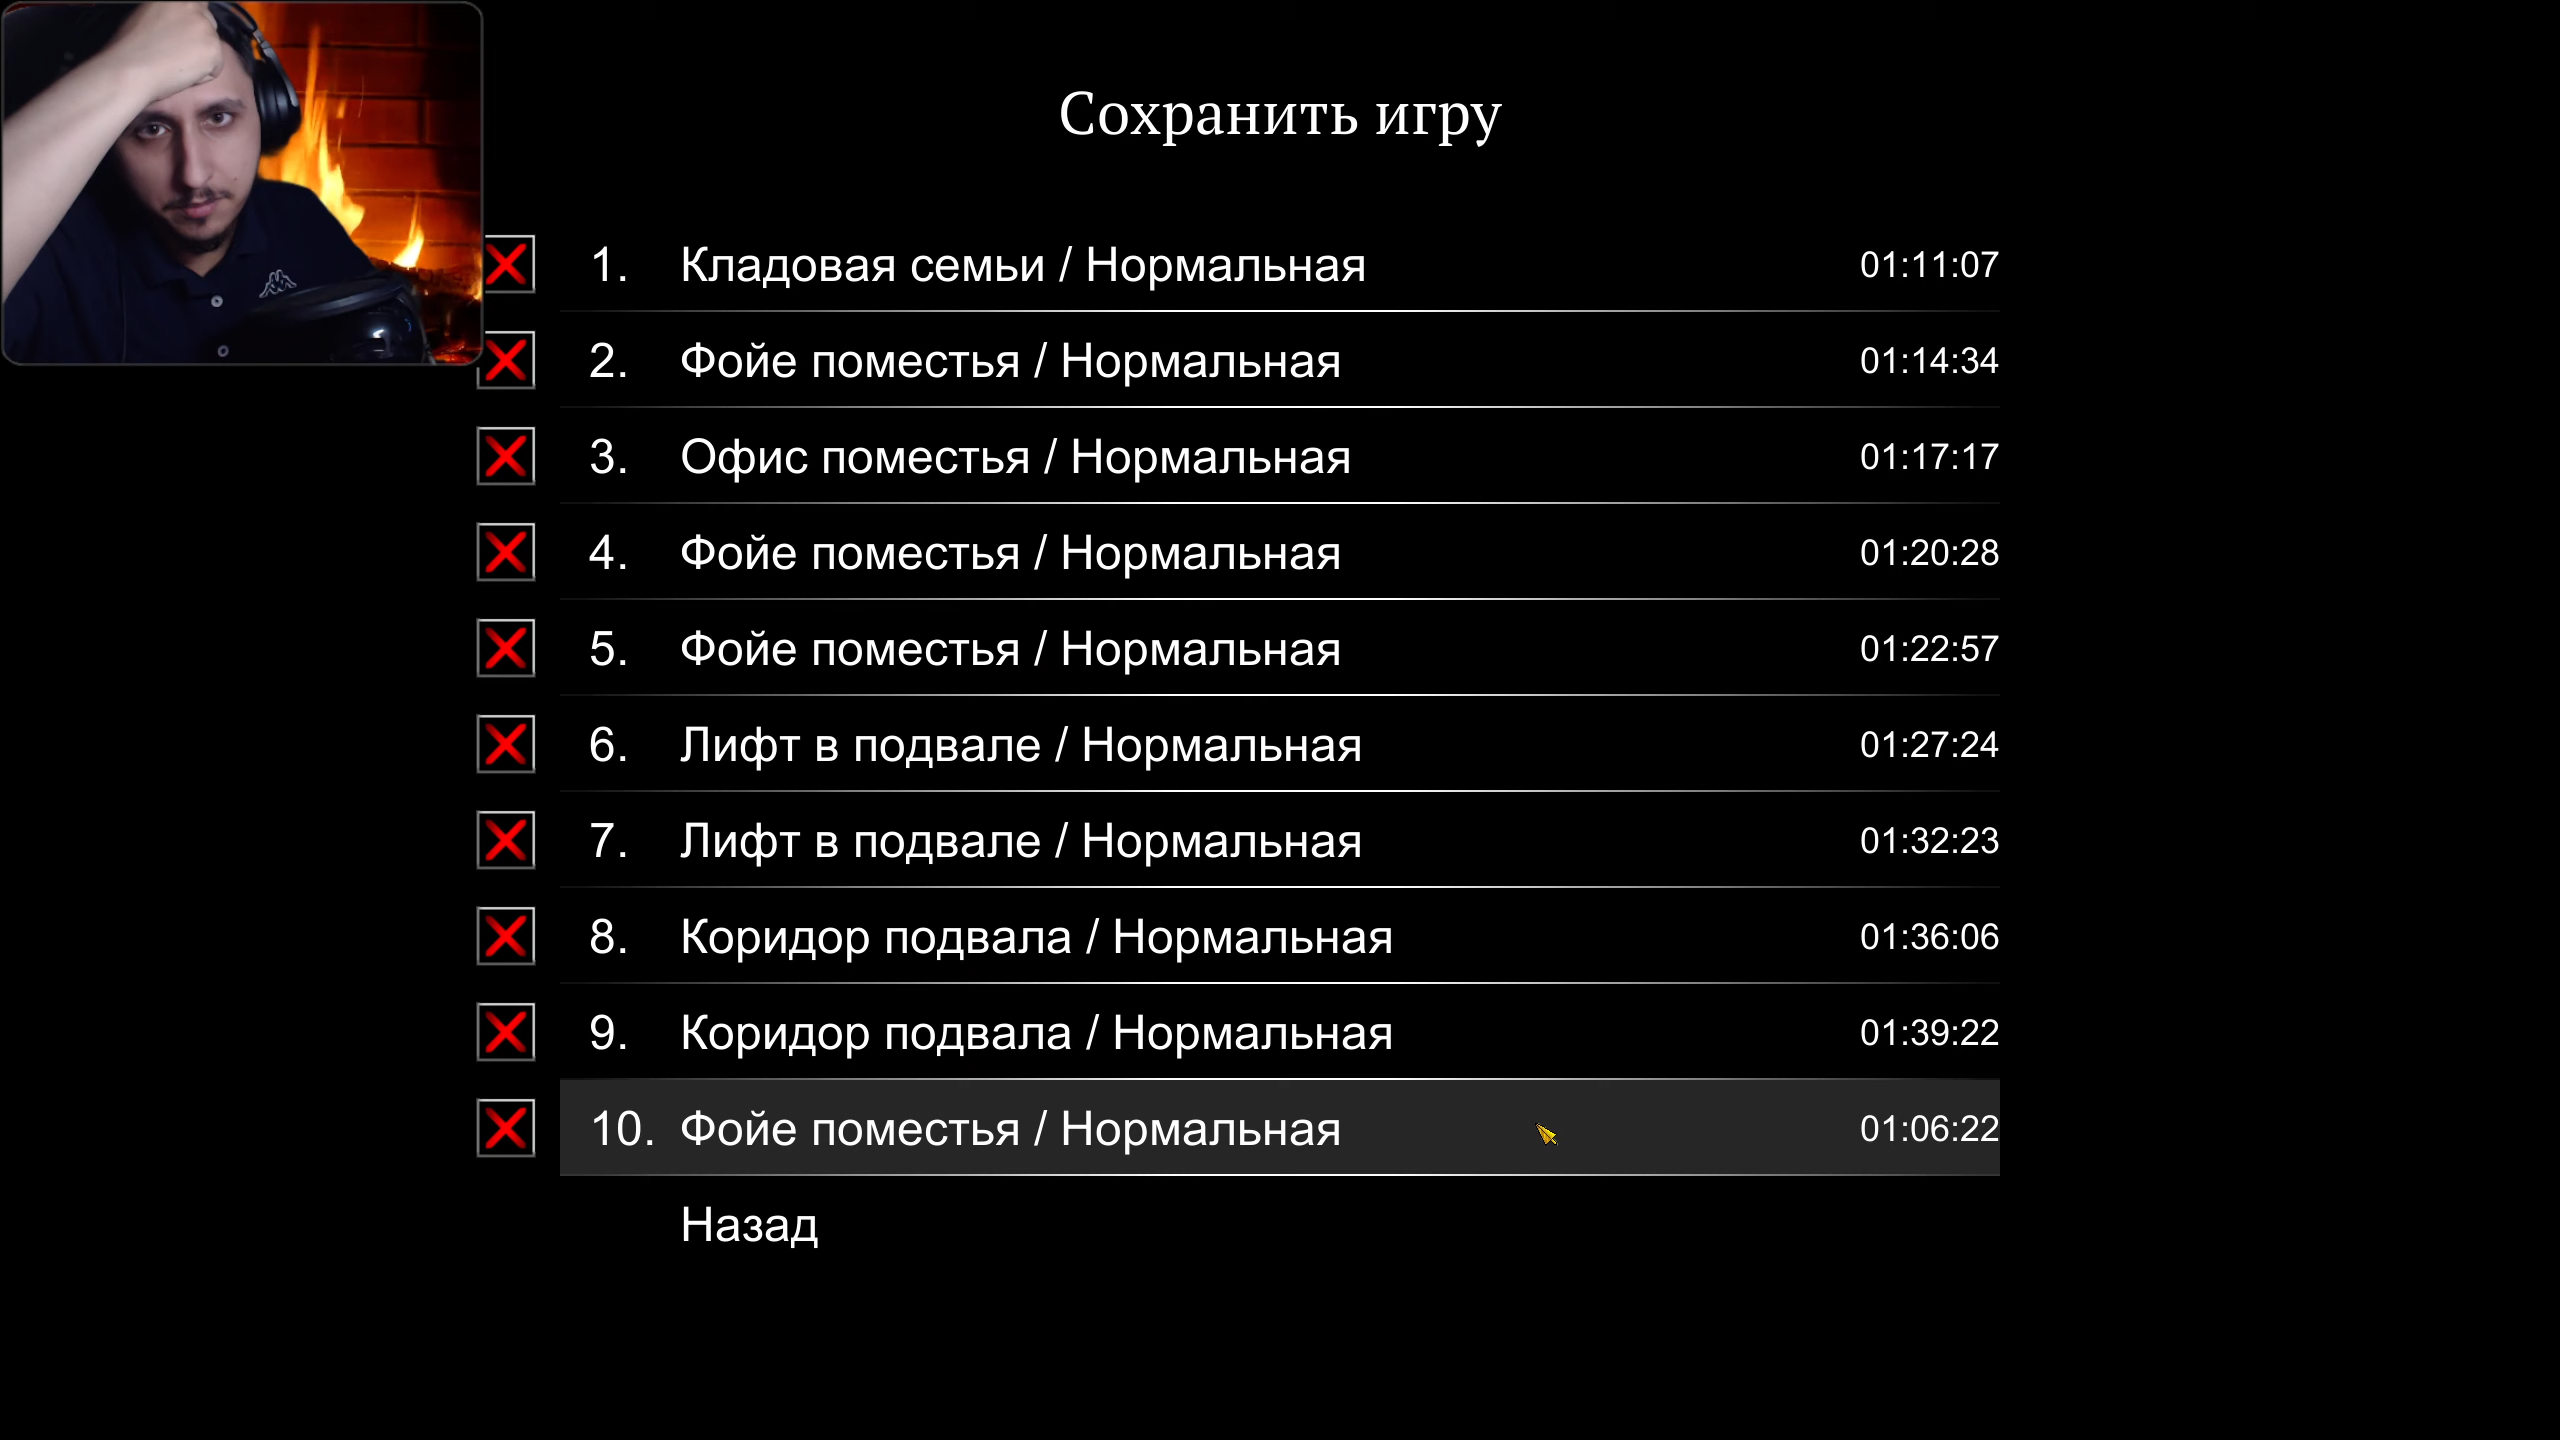 Сохранить игру
1. Кладовая семьи / Нормальная 01:11:07
2. Фойе поместья / Нормальная 01:14:34
3. Офис поместья / Нормальная 01:17:17
4. Фойе поместья / Нормальная 01:20:28
5. Фойе поместья / Нормальная 01:22:57
6. Лифт в подвале / Нормальная 01:27:24
7. Лифт в подвале / Нормальная 01:32:23
8. Коридор подвала / Нормальная 01:36:06
9. Коридор подвала / Нормальная 01:39:22
10. Фойе поместья / Нормальная 01:06:22
Назад